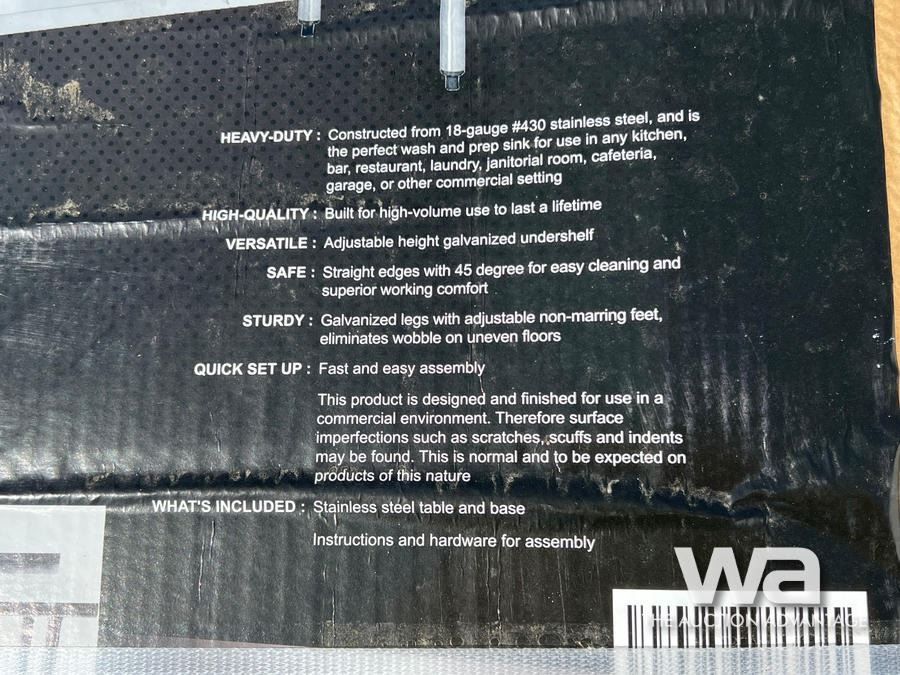 HEAVY-DUTY : Constructed from 18-gauge #430 stainless steel, and is
the perfect wash and prep sink for use in any kitchen,
bar, restaurant, laundry, janitorial room, cafeteria,
garage, or other commercial setting
HIGH-QUALITY : Built for high-volume use to last a lifetime
VERSATILE : Adjustable height galvanized undershelf
SAFE : Straight edges with 45 degree for easy cleaning and
superior working comfort
STURDY : Galvanized legs with adjustable non-marring feet,
eliminates wobble on uneven floors
QUICK SET UP : Fast and easy assembly
This product is designed and finished for use in a
commercial environment. Therefore surface
imperfections such as scratches, scuffs and indents
may be found. This is normal and to be expected on
products of this nature
WHAT'S INCLUDED : Stainless steel table and base
Instructions and hardware for assembly
wa
THE AUCTION ADVANTAGE